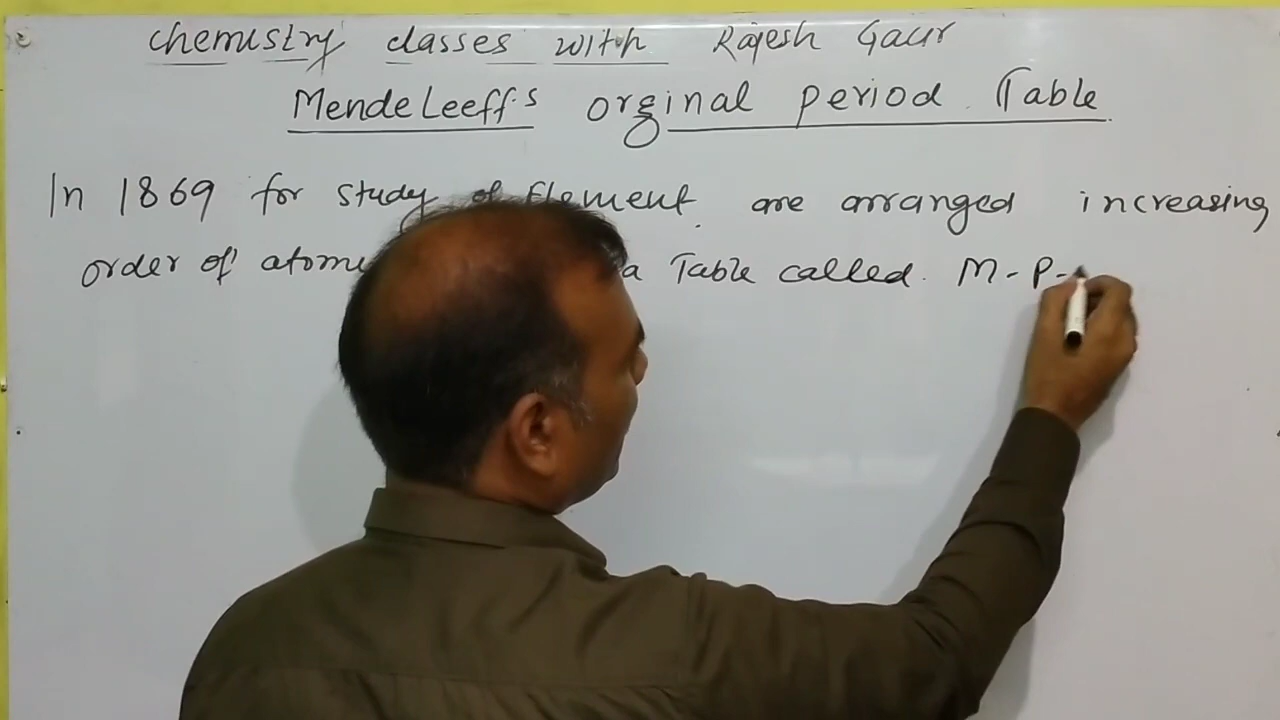 chemistry classes with Rajesh Gaur
Mendeleeff's orginal period Table
In 1869 for study of Element are arranged increasing
order of a Table called. M-P-